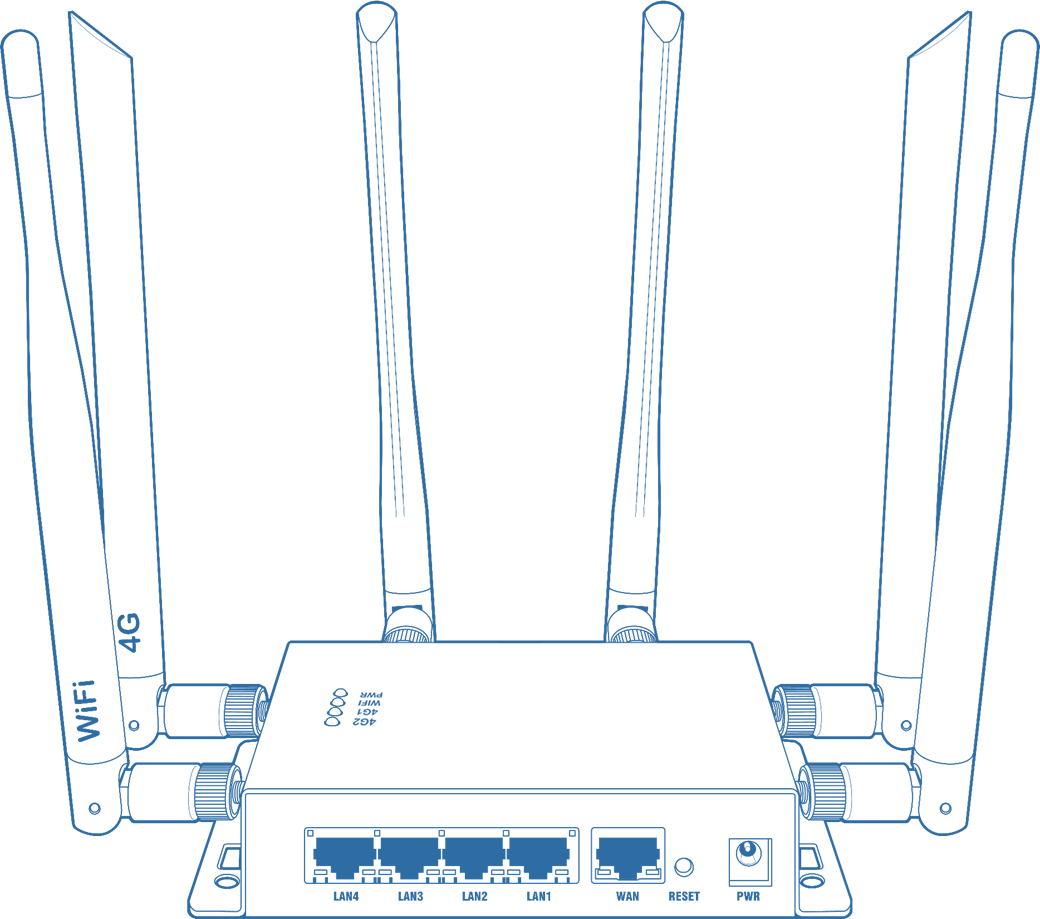 4G
WiFi
PWR
WIFI
4G1
4G2
LAN4 LAN3 LAN2 LAN1 WAN RESET PWR